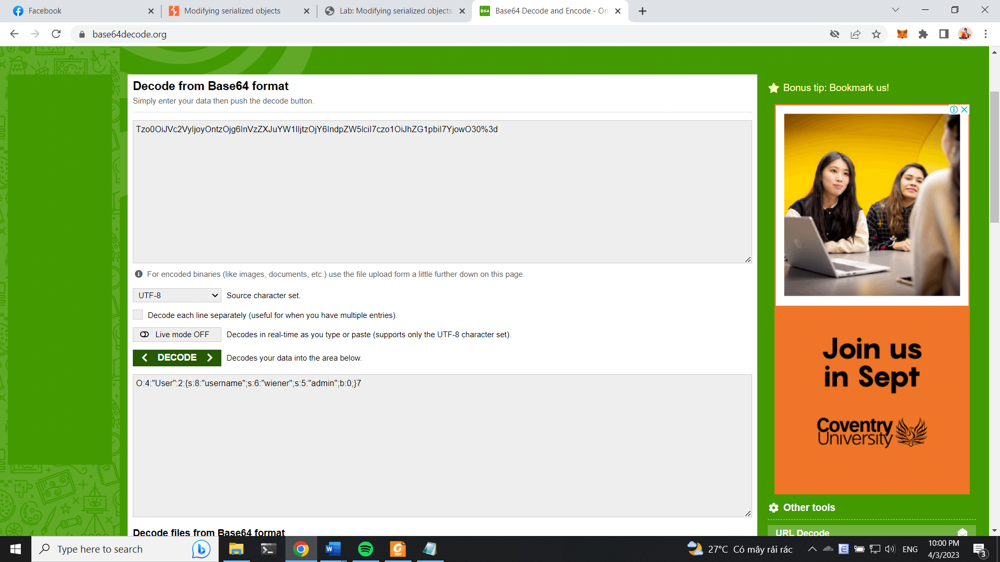 Facebook
Modifying serialized objects
Lab: Modifying serialized objects
Base64 Decode and Encode - On
base64decode.org
Decode from Base64 format
Simply enter your data then push the decode button.
Tzo0OiJVc2VyIjoyOntzOjg6InVzZXJuYW1lIjtzOjY6IndpZW5lciI7czo1OiJhZG1pbiI7YjowO30%3d
For encoded binaries (like images, documents, etc.) use the file upload form a little further down on this page.
UTF-8 Source character set.
Decode each line separately (useful for when you have multiple entries).
Live mode OFF Decodes in real-time as you type or paste (supports only the UTF-8 character set).
DECODE Decodes your data into the area below.
O:4:"User":2:{s:8:"username";s:6:"wiener";s:5:"admin";b:0;}7
Decode files from Base64 format
Bonus tip: Bookmark us!
Join us
in Sept
Coventry
University
Other tools
URL Decode
Type here to search
27°C Có mây rải rác
ENG
10:00 PM
4/3/2023
3